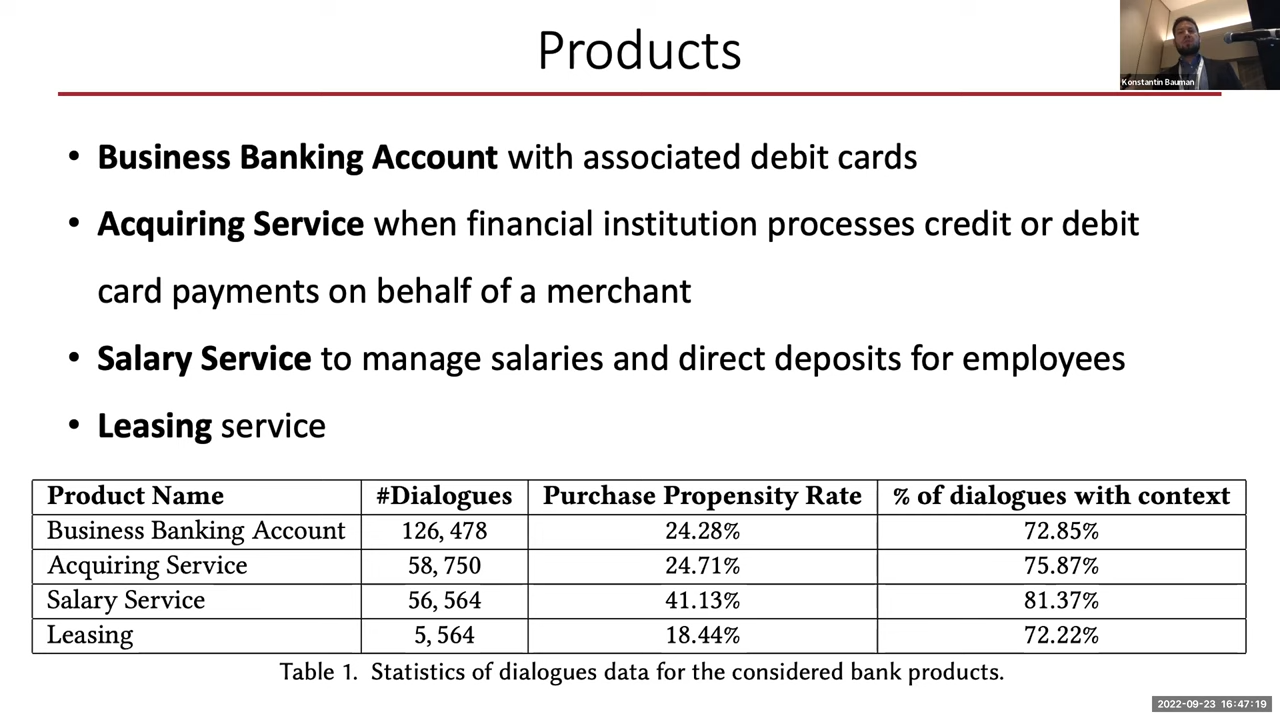 Products
Konstantin Bauman
• Business Banking Account with associated debit cards
• Acquiring Service when financial institution processes credit or debit
card payments on behalf of a merchant
• Salary Service to manage salaries and direct deposits for employees
• Leasing service
Product Name #Dialogues Purchase Propensity Rate % of dialogues with context
Business Banking Account 126, 478 24.28% 72.85%
Acquiring Service 58, 750 24.71% 75.87%
Salary Service 56, 564 41.13% 81.37%
Leasing 5, 564 18.44% 72.22%
Table 1. Statistics of dialogues data for the considered bank products.
2022-09-23 16:47:19